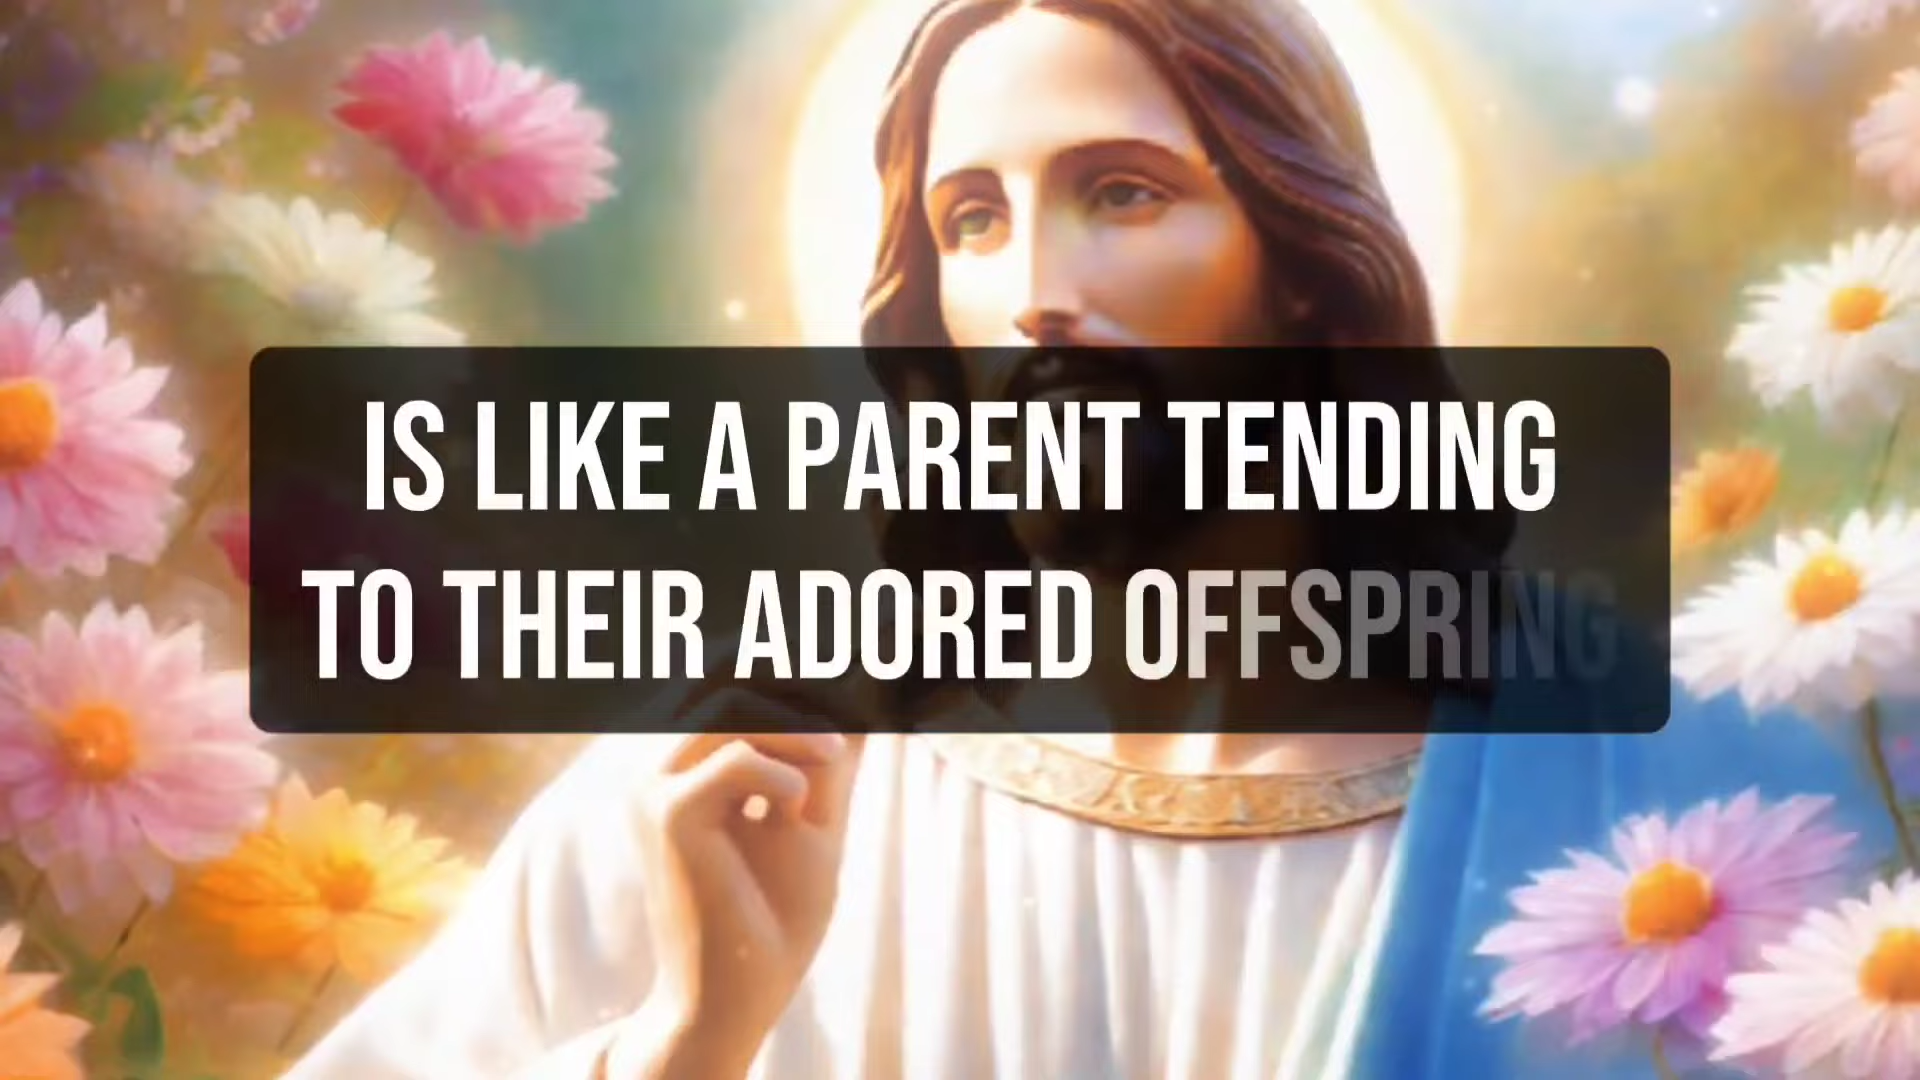 IS LIKE A PARENT TENDING
TO THEIR ADORED OFFSPRING